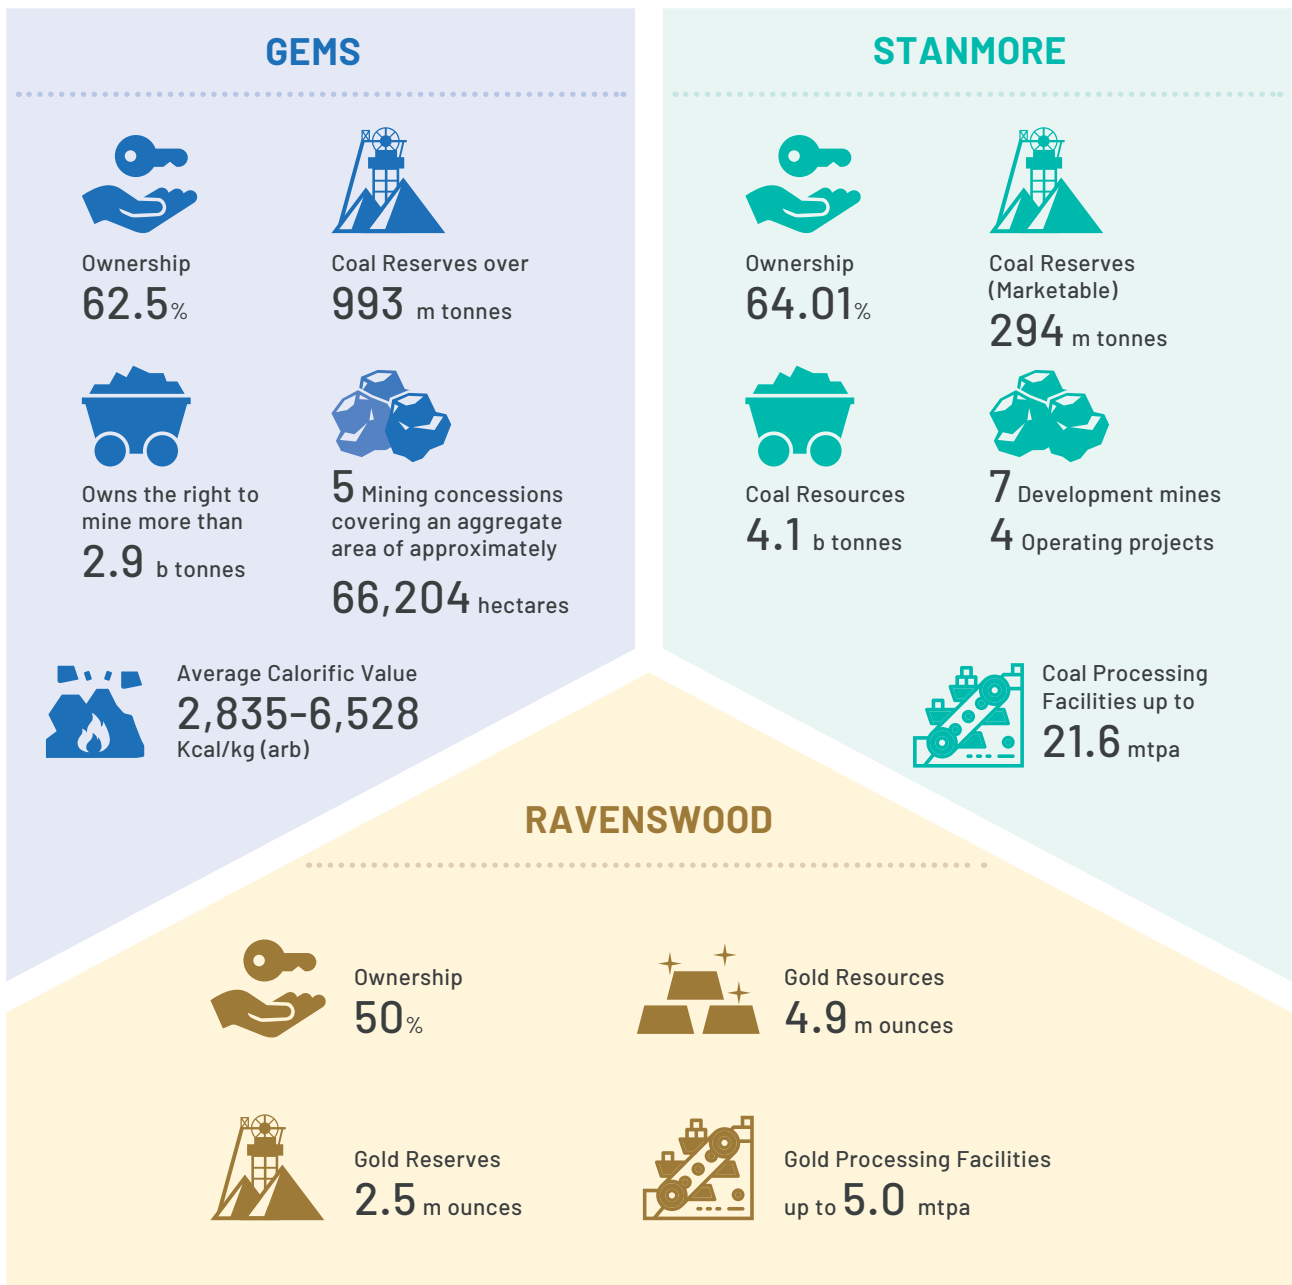 GEMS
Ownership
62.5%
Coal Reserves over
993 m tonnes
Owns the right to
mine more than
2.9 b tonnes
5 Mining concessions
covering an aggregate
area of approximately
66,204 hectares
Average Calorific Value
2,835-6,528
Kcal/kg (arb)
STANMORE
Ownership
64.01%
Coal Reserves
(Marketable)
294 m tonnes
Coal Resources
4.1 b tonnes
7 Development mines
4 Operating projects
Coal Processing
Facilities up to
21.6 mtpa
RAVENSWOOD
Ownership
50%
Gold Resources
4.9 m ounces
Gold Reserves
2.5 m ounces
Gold Processing Facilities
up to 5.0 mtpa